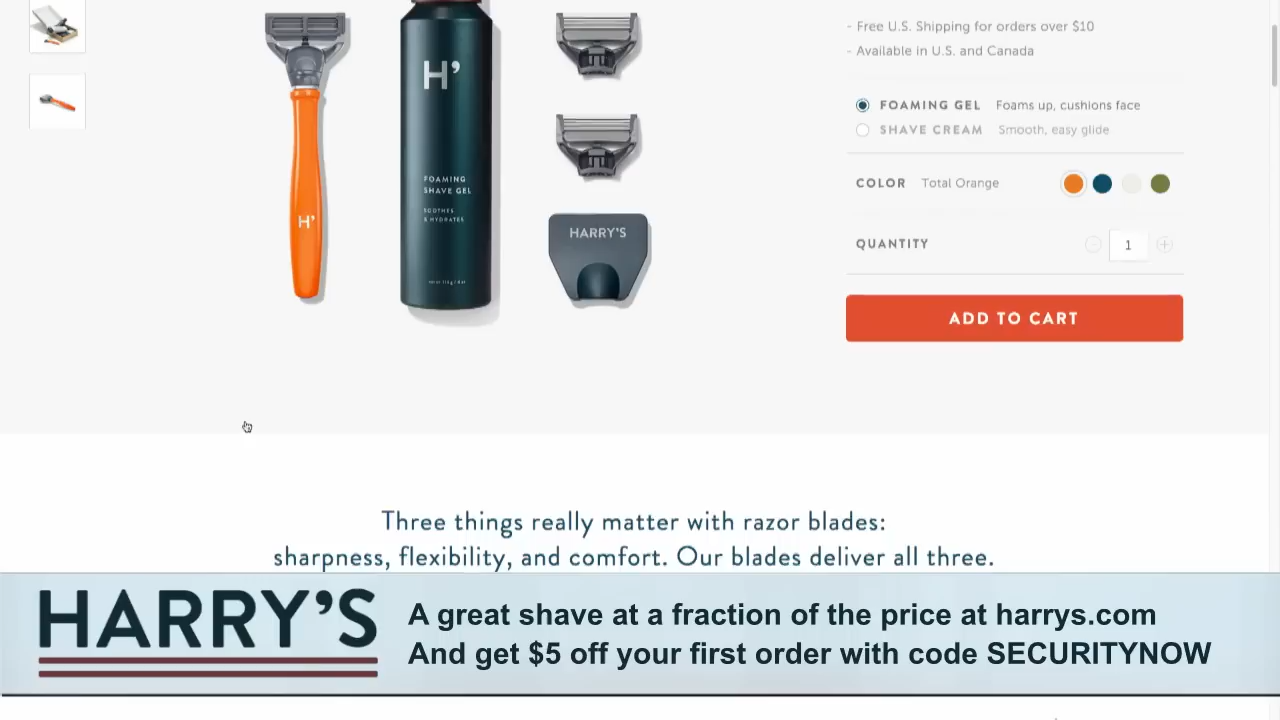 - Free U.S. Shipping for orders over $10
- Available in U.S. and Canada
FOAMING GEL Foams up, cushions face
SHAVE CREAM Smooth, easy glide
COLOR Total Orange
QUANTITY 1
ADD TO CART
H'
H'
FOAMING
SHAVE GEL
SOOTHES
& HYDRATES
HARRY'S
Three things really matter with razor blades:
sharpness, flexibility, and comfort. Our blades deliver all three.
HARRY'S
A great shave at a fraction of the price at harrys.com
And get $5 off your first order with code SECURITYNOW